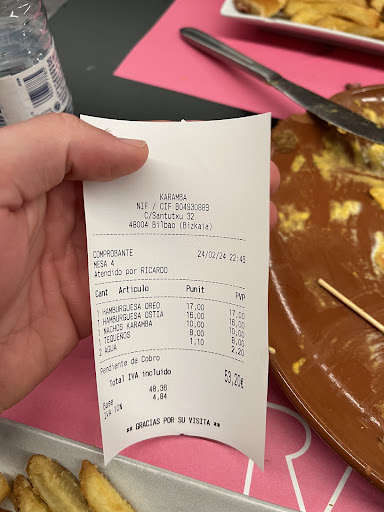 KARAMBA
NIF / CIF B04930889
C/Santutxu 32
48004 Bilbao (Bizkaia)
COMPROBANTE 24/02/24 22:48
MESA 4
Atendido por RICARDO
Cant Artículo Punit PVP
1 HAMBURGUESA OREO 17,00 17,00
1 HAMBURGUESA OSTIA 16,00 16,00
1 NACHOS KARAMBA 10,00 10,00
1 TEQUEÑOS 8,00 8,00
2 AGUA 1,10 2,20
Pendiente de Cobro
Total IVA incluido 53,20€
Base 48,36
IVA 10% 4,84
** GRACIAS POR SU VISITA **